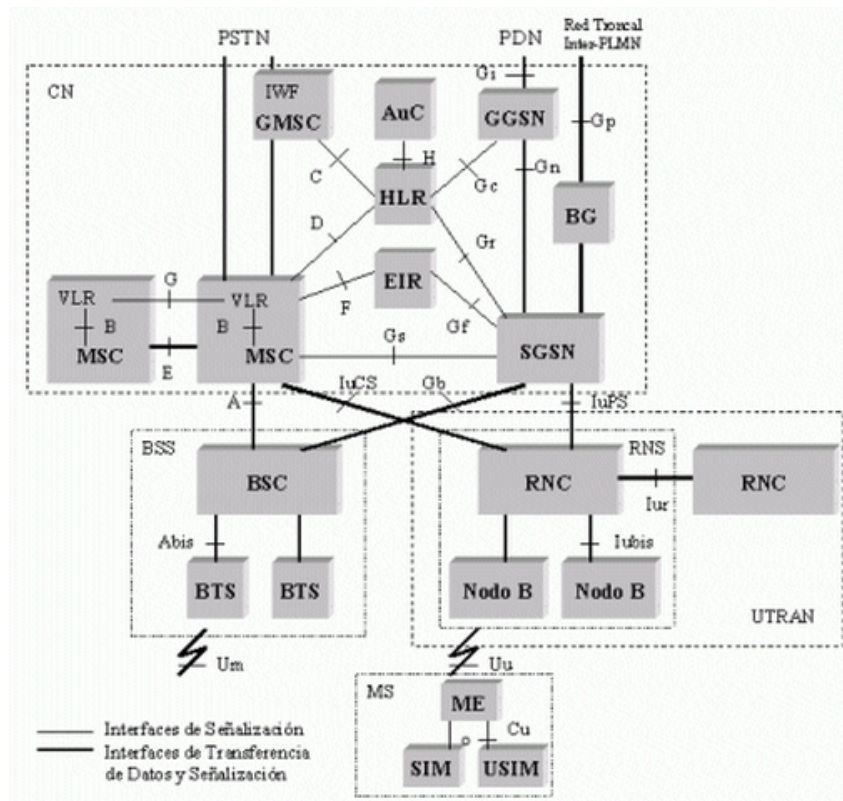 PSTN
PDN
Red Troncal
Inter-PLMN
CN
IWF
GMSC
AuC
GGSN
Gi
Gp
C
H
Gn
HLR
Gc
BG
D
Gr
EIR
G
F
Gf
VLR
VLR
B
B
MSC
MSC
E
Gs
SGSN
A
IuCS
Gb
IuPS
BSS
RNS
BSC
RNC
RNC
Iur
Abis
Iubis
BTS
BTS
Nodo B
Nodo B
UTRAN
Um
Uu
MS
ME
o
Cu
SIM
USIM
Interfaces de Señalización
Interfaces de Transferencia
de Datos y Señalización